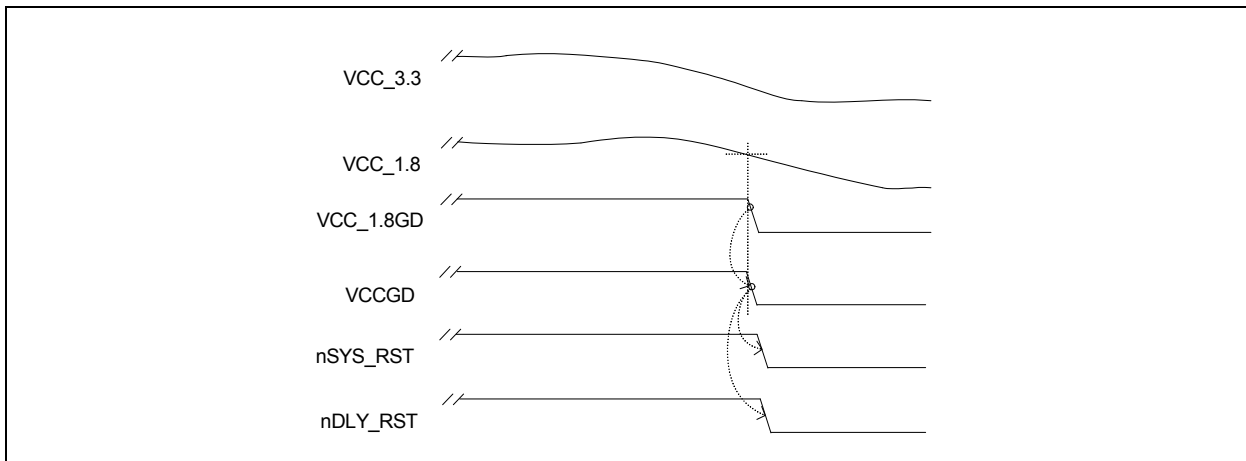 VCC_3.3
VCC_1.8
VCC_1.8GD
VCCGD
nSYS_RST
nDLY_RST